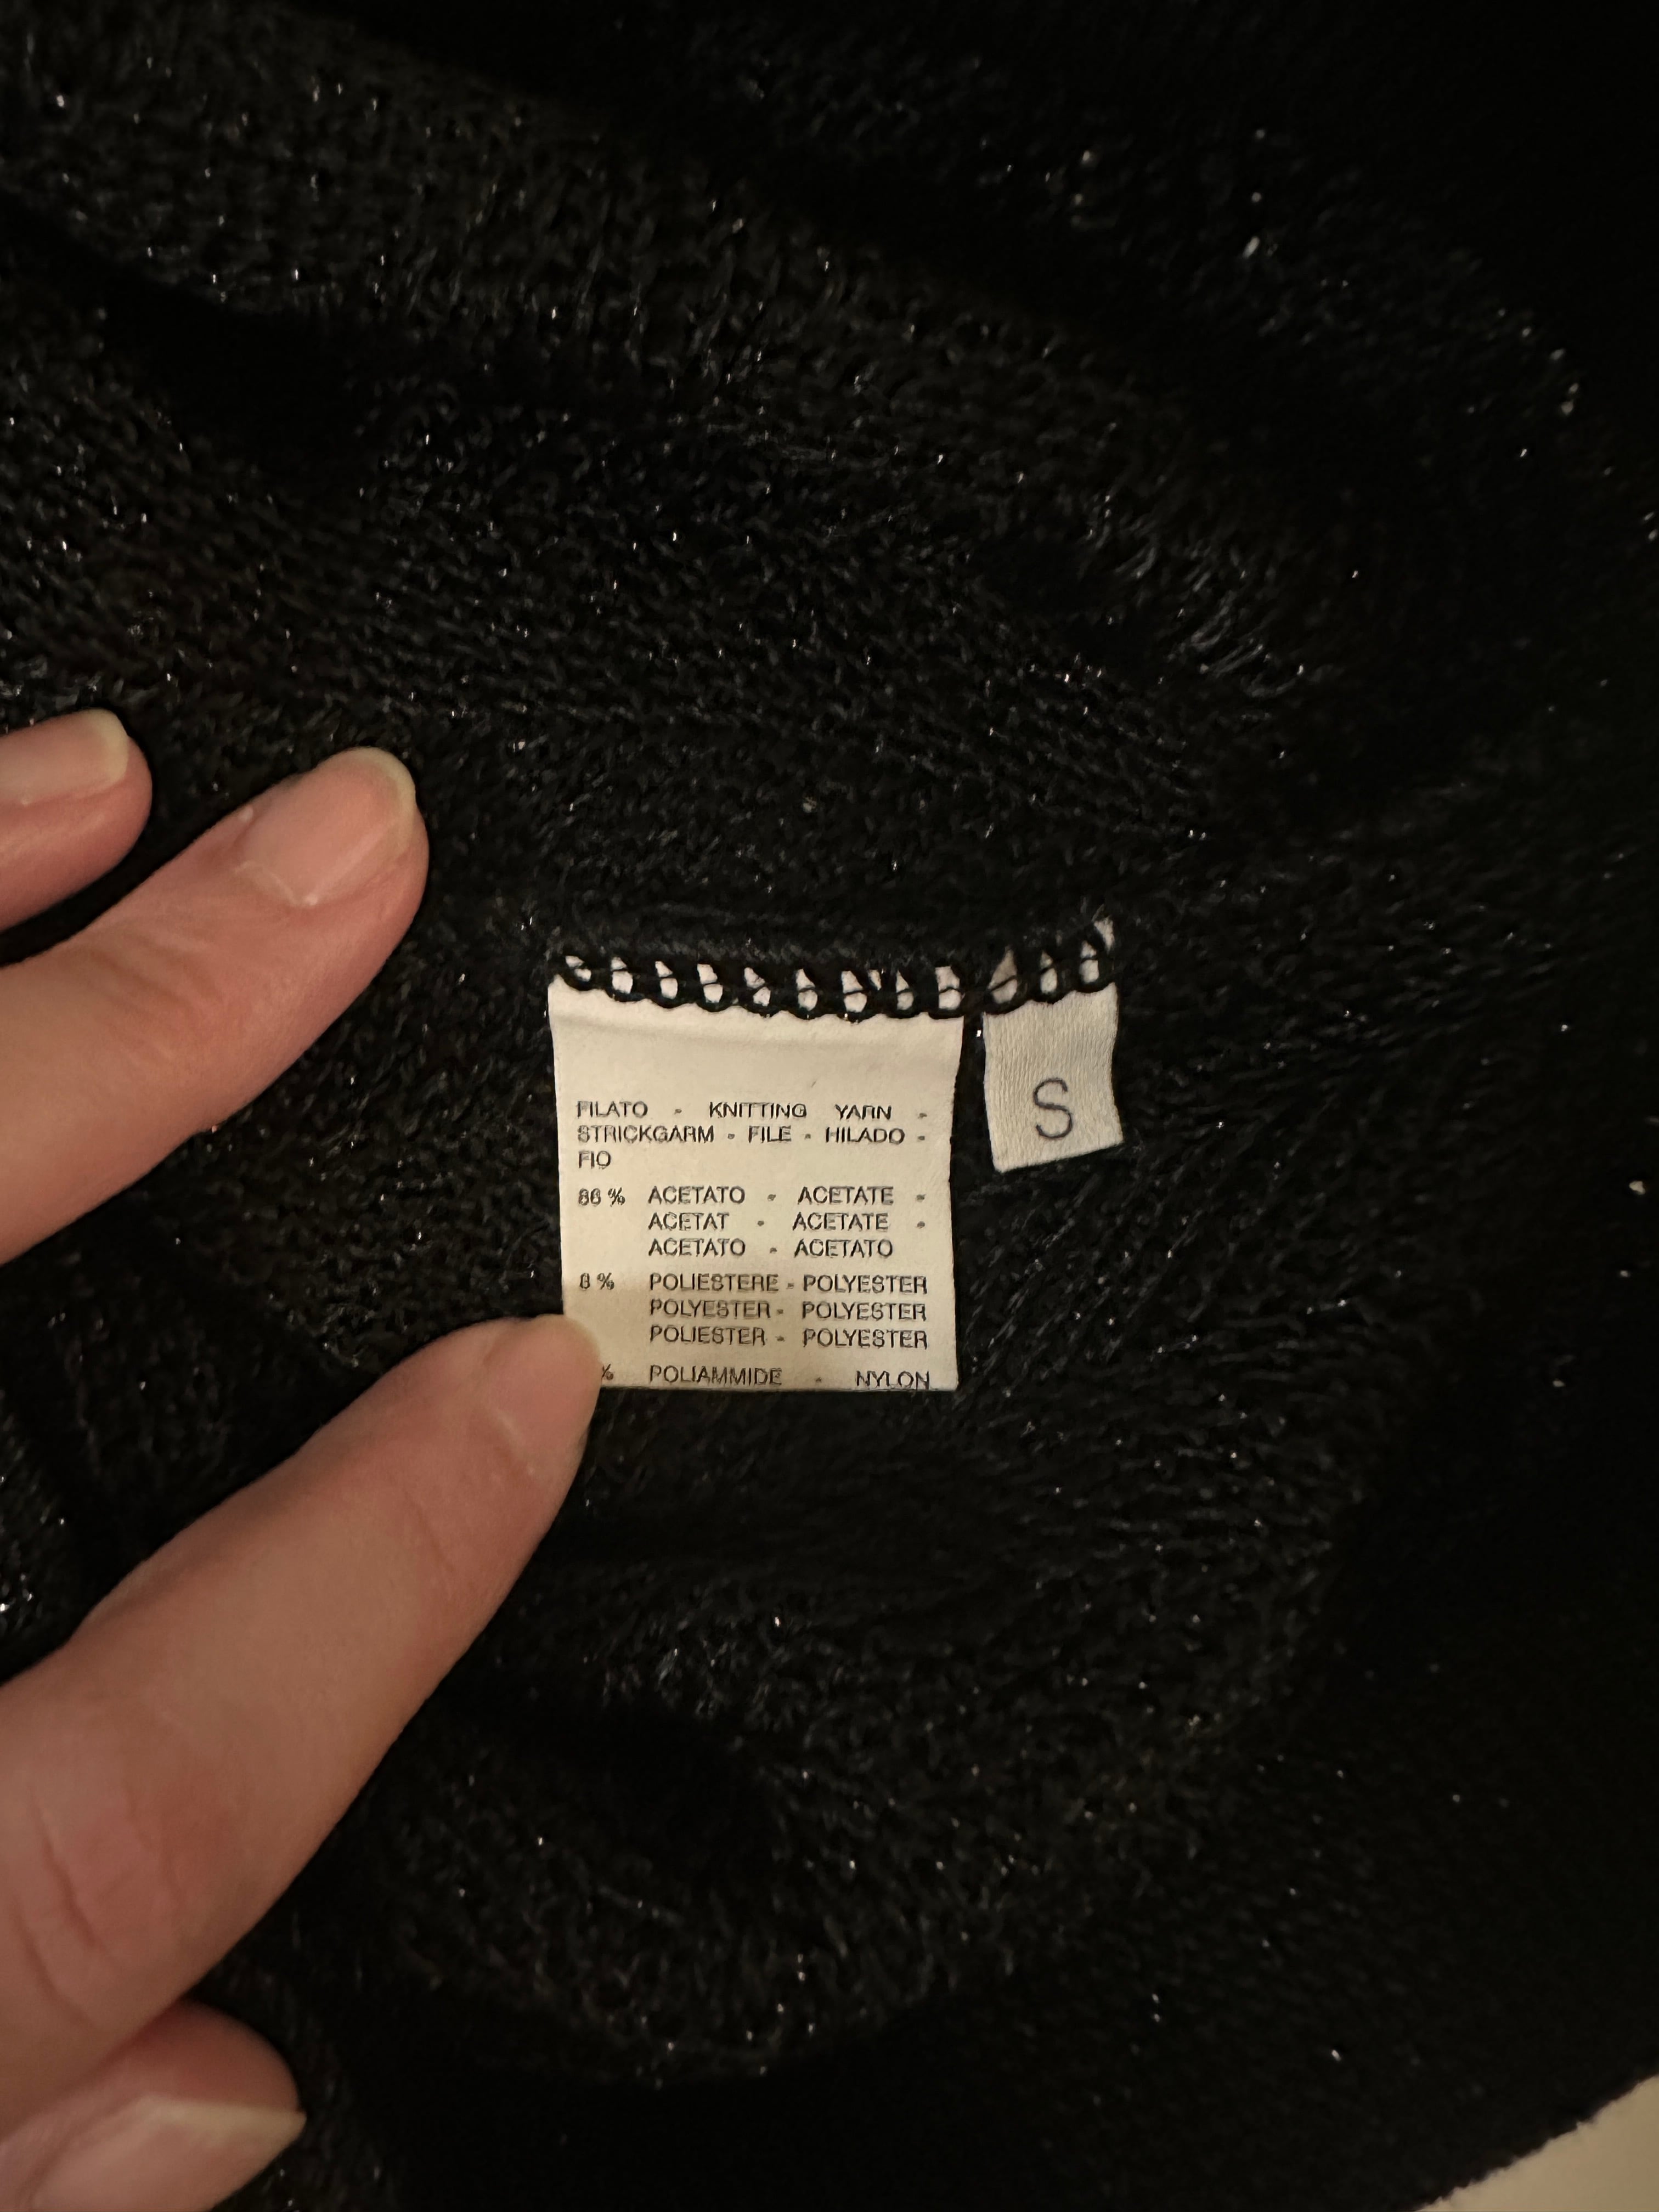 FILATO - KNITTING YARN -
STRICKGARM - FILE - HILADO -
FIO
86 % ACETATO - ACETATE -
ACETAT - ACETATE -
ACETATO - ACETATO
8 % POLIESTERE - POLYESTER
POLYESTER - POLYESTER
POLIESTER - POLYESTER
% POLIAMMIDE - NYLON
S